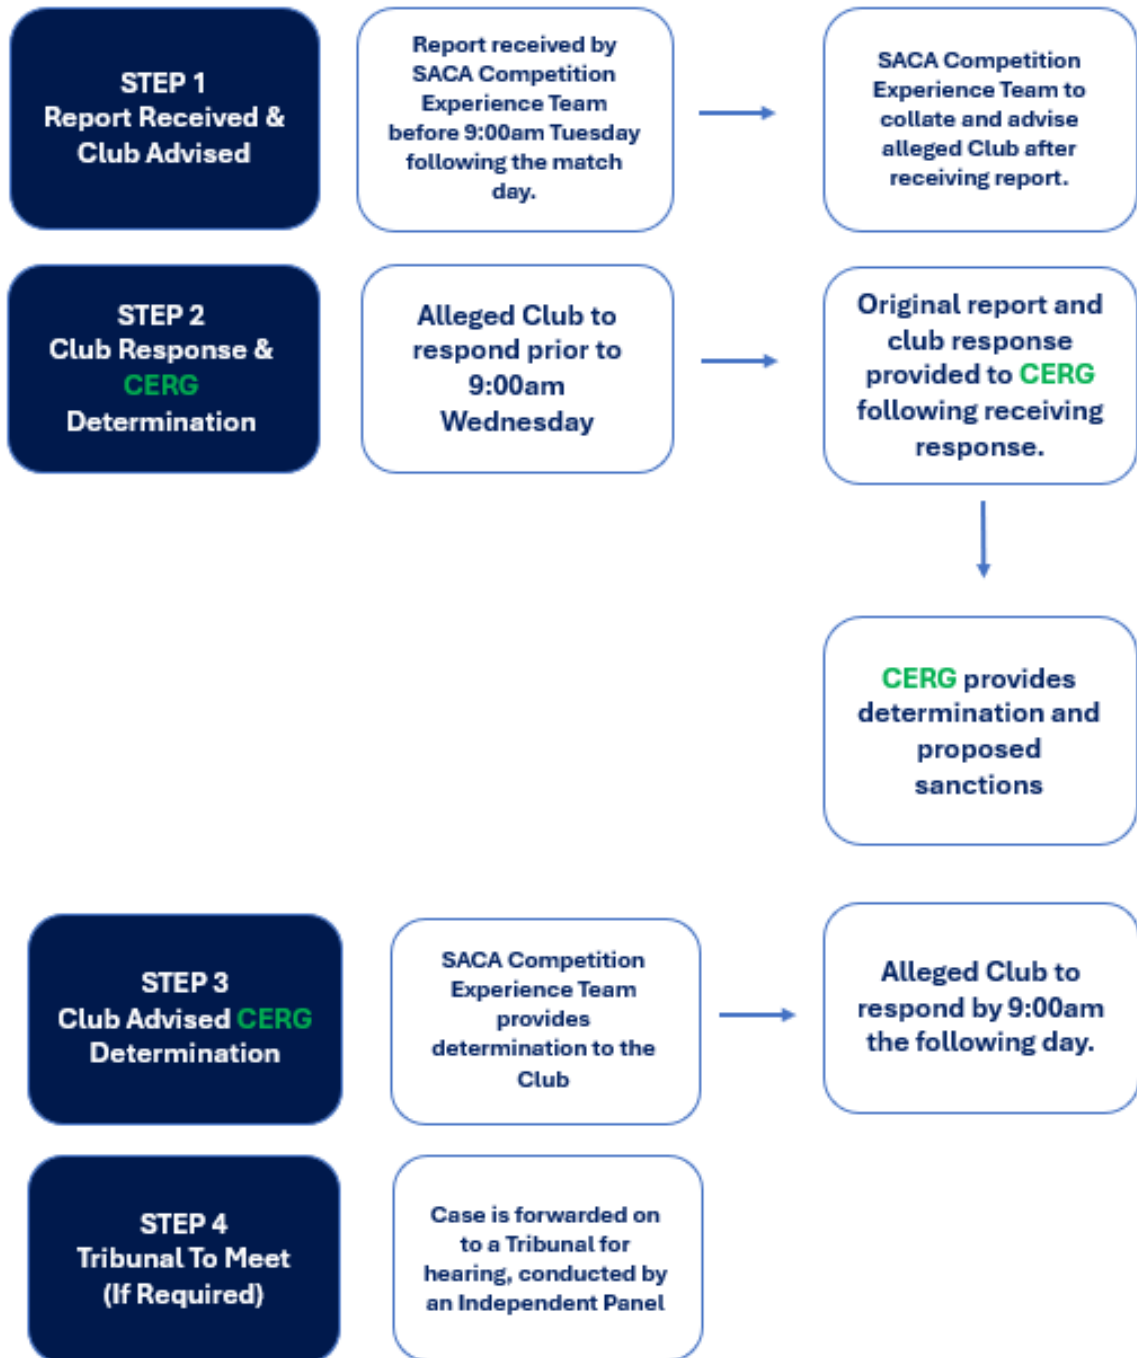 STEP 1
Report Received &
Club Advised
Report received by
SACA Competition
Experience Team
before 9:00am Tuesday
following the match
day.
SACA Competition
Experience Team to
collate and advise
alleged Club after
receiving report.
STEP 2
Club Response &
CERG
Determination
Alleged Club to
respond prior to
9:00am
Wednesday
Original report and
club response
provided to CERG
following receiving
response.
CERG provides
determination and
proposed
sanctions
STEP 3
Club Advised CERG
Determination
SACA Competition
Experience Team
provides
determination to the
Club
Alleged Club to
respond by 9:00am
the following day.
STEP 4
Tribunal To Meet
(If Required)
Case is forwarded on
to a Tribunal for
hearing, conducted by
an Independent Panel